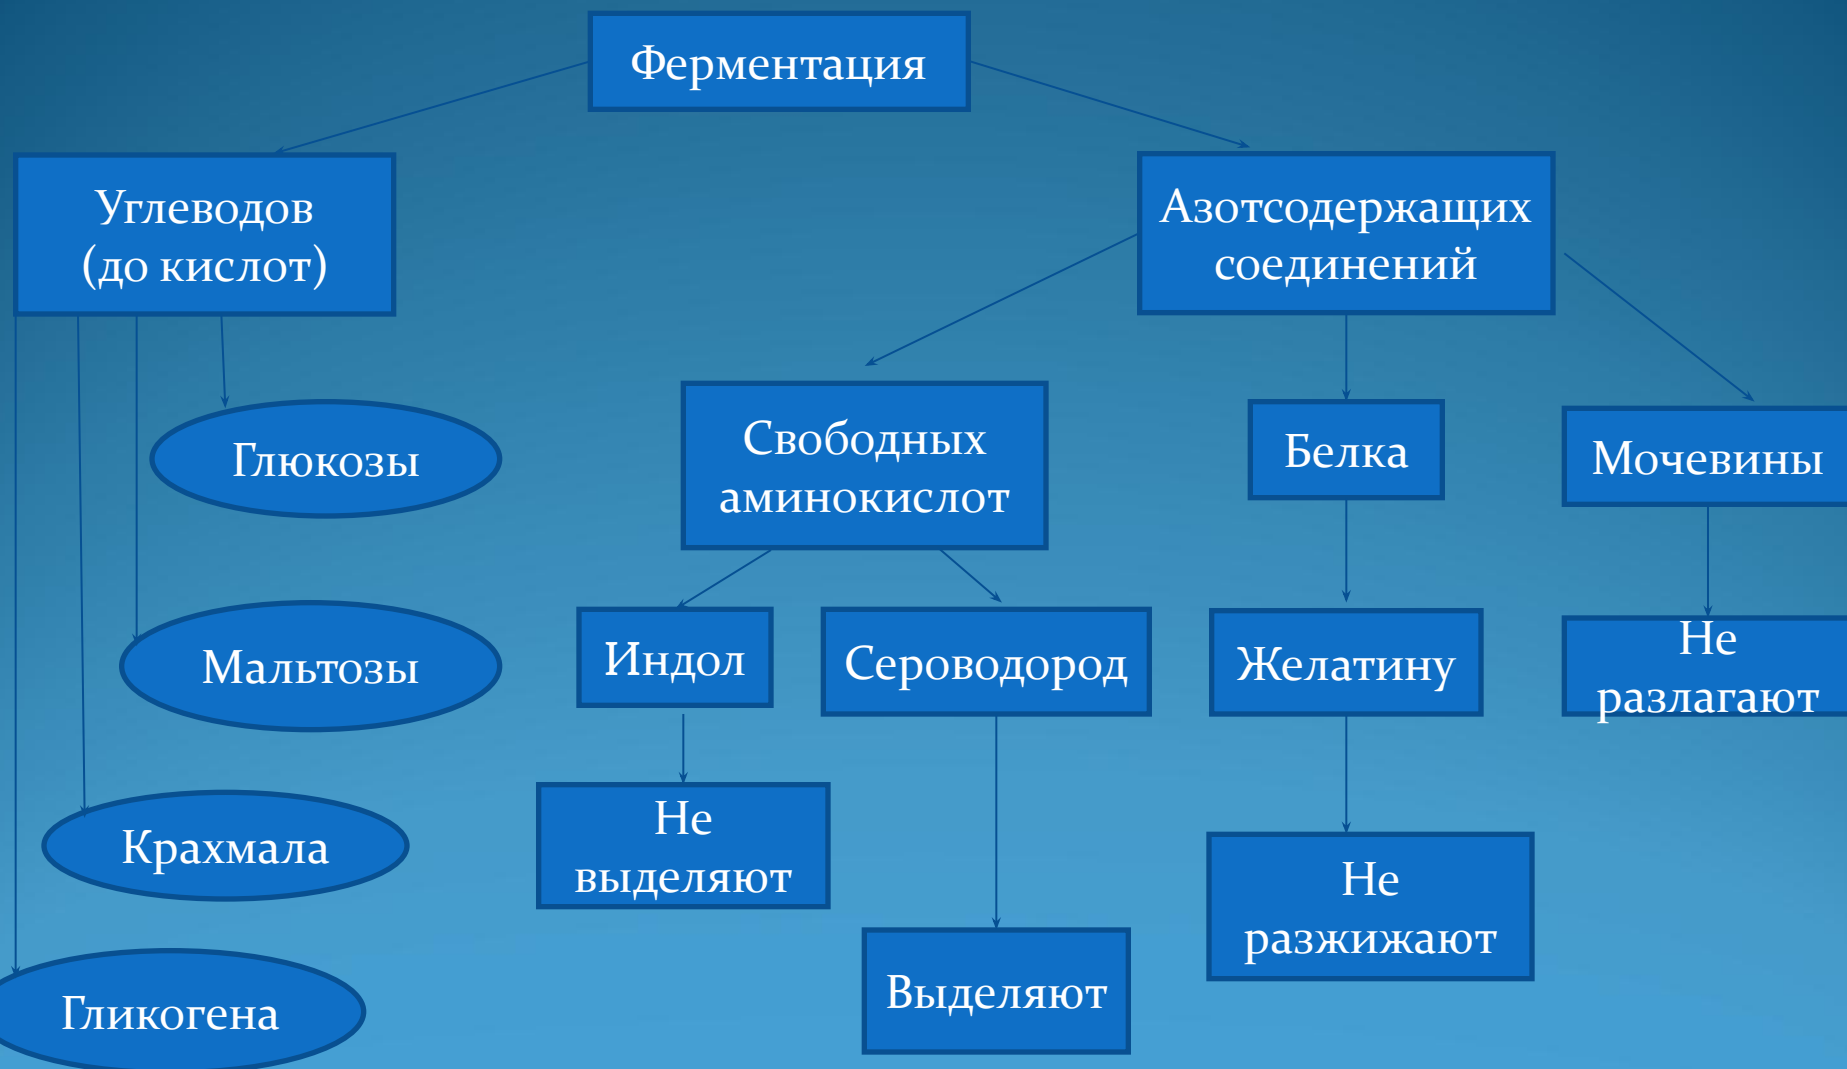 Ферментация
Углеводов
(до кислот)
Азотсодержащих
соединений
Глюкозы
Свободных
аминокислот
Белка
Мочевины
Мальтозы
Индол
Сероводород
Желатину
Не
разлагают
Крахмала
Не
выделяют
Не
разжижают
Гликогена
Выделяют